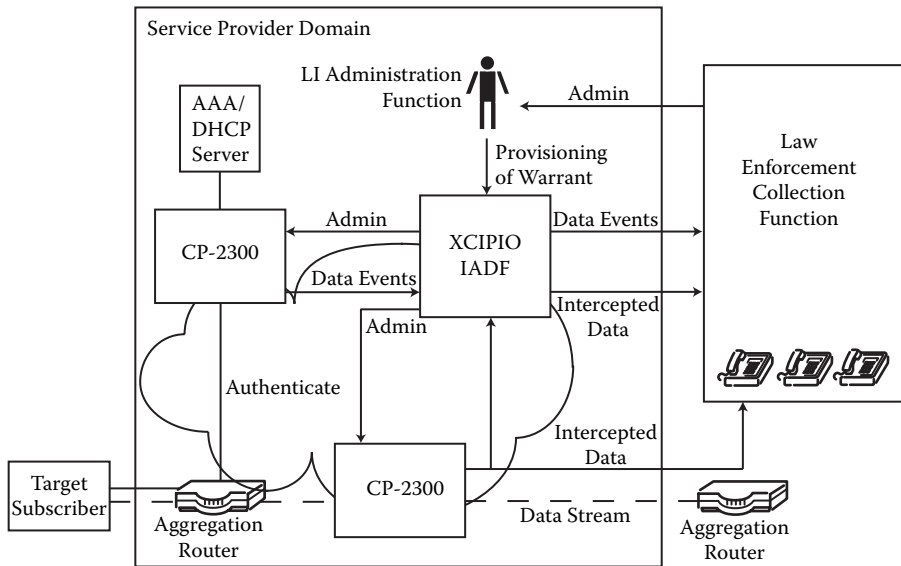 Service Provider Domain
LI Administration
Function
AAA/
DHCP
Server
Admin
Law
Enforcement
Collection
Function
Provisioning
of Warrant
CP-2300
Admin
XCIPIO
IADF
Data Events
Data Events
Admin
Intercepted
Data
Authenticate
Intercepted
Data
Target
Subscriber
CP-2300
Data Stream
Aggregation
Router
Aggregation
Router